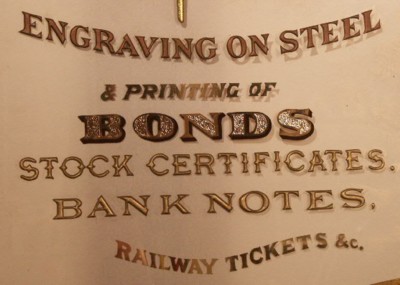 ENGRAVING ON STEEL
& PRINTING OF
BONDS
STOCK CERTIFICATES.
BANK NOTES.
RAILWAY TICKETS &c.